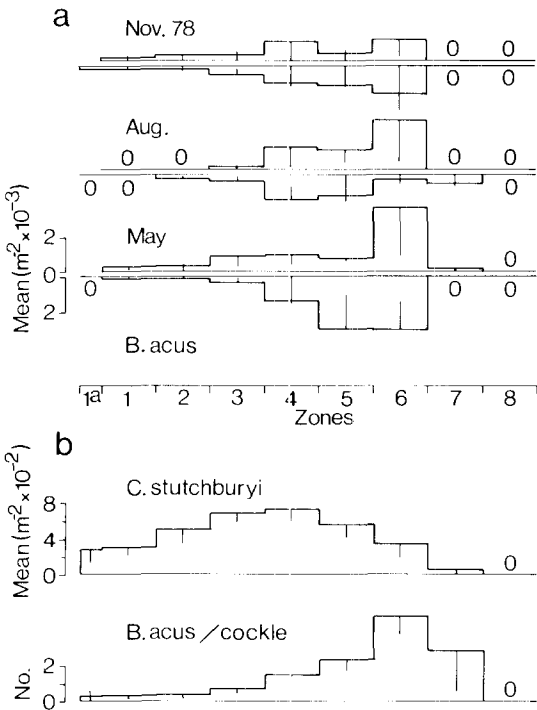 a
Nov. 78
0 0
0 0
Aug.
0 0 0 0
0 0 0
May
0
0 0 0
2
0
2
Mean (m² × 10⁻³)
B. acus
1a 1 2 3 4 5 6 7 8
Zones
b
C. stutchburyi
8
4
0
Mean (m² × 10⁻²)
0
B. acus / cockle
2
0
No.
0